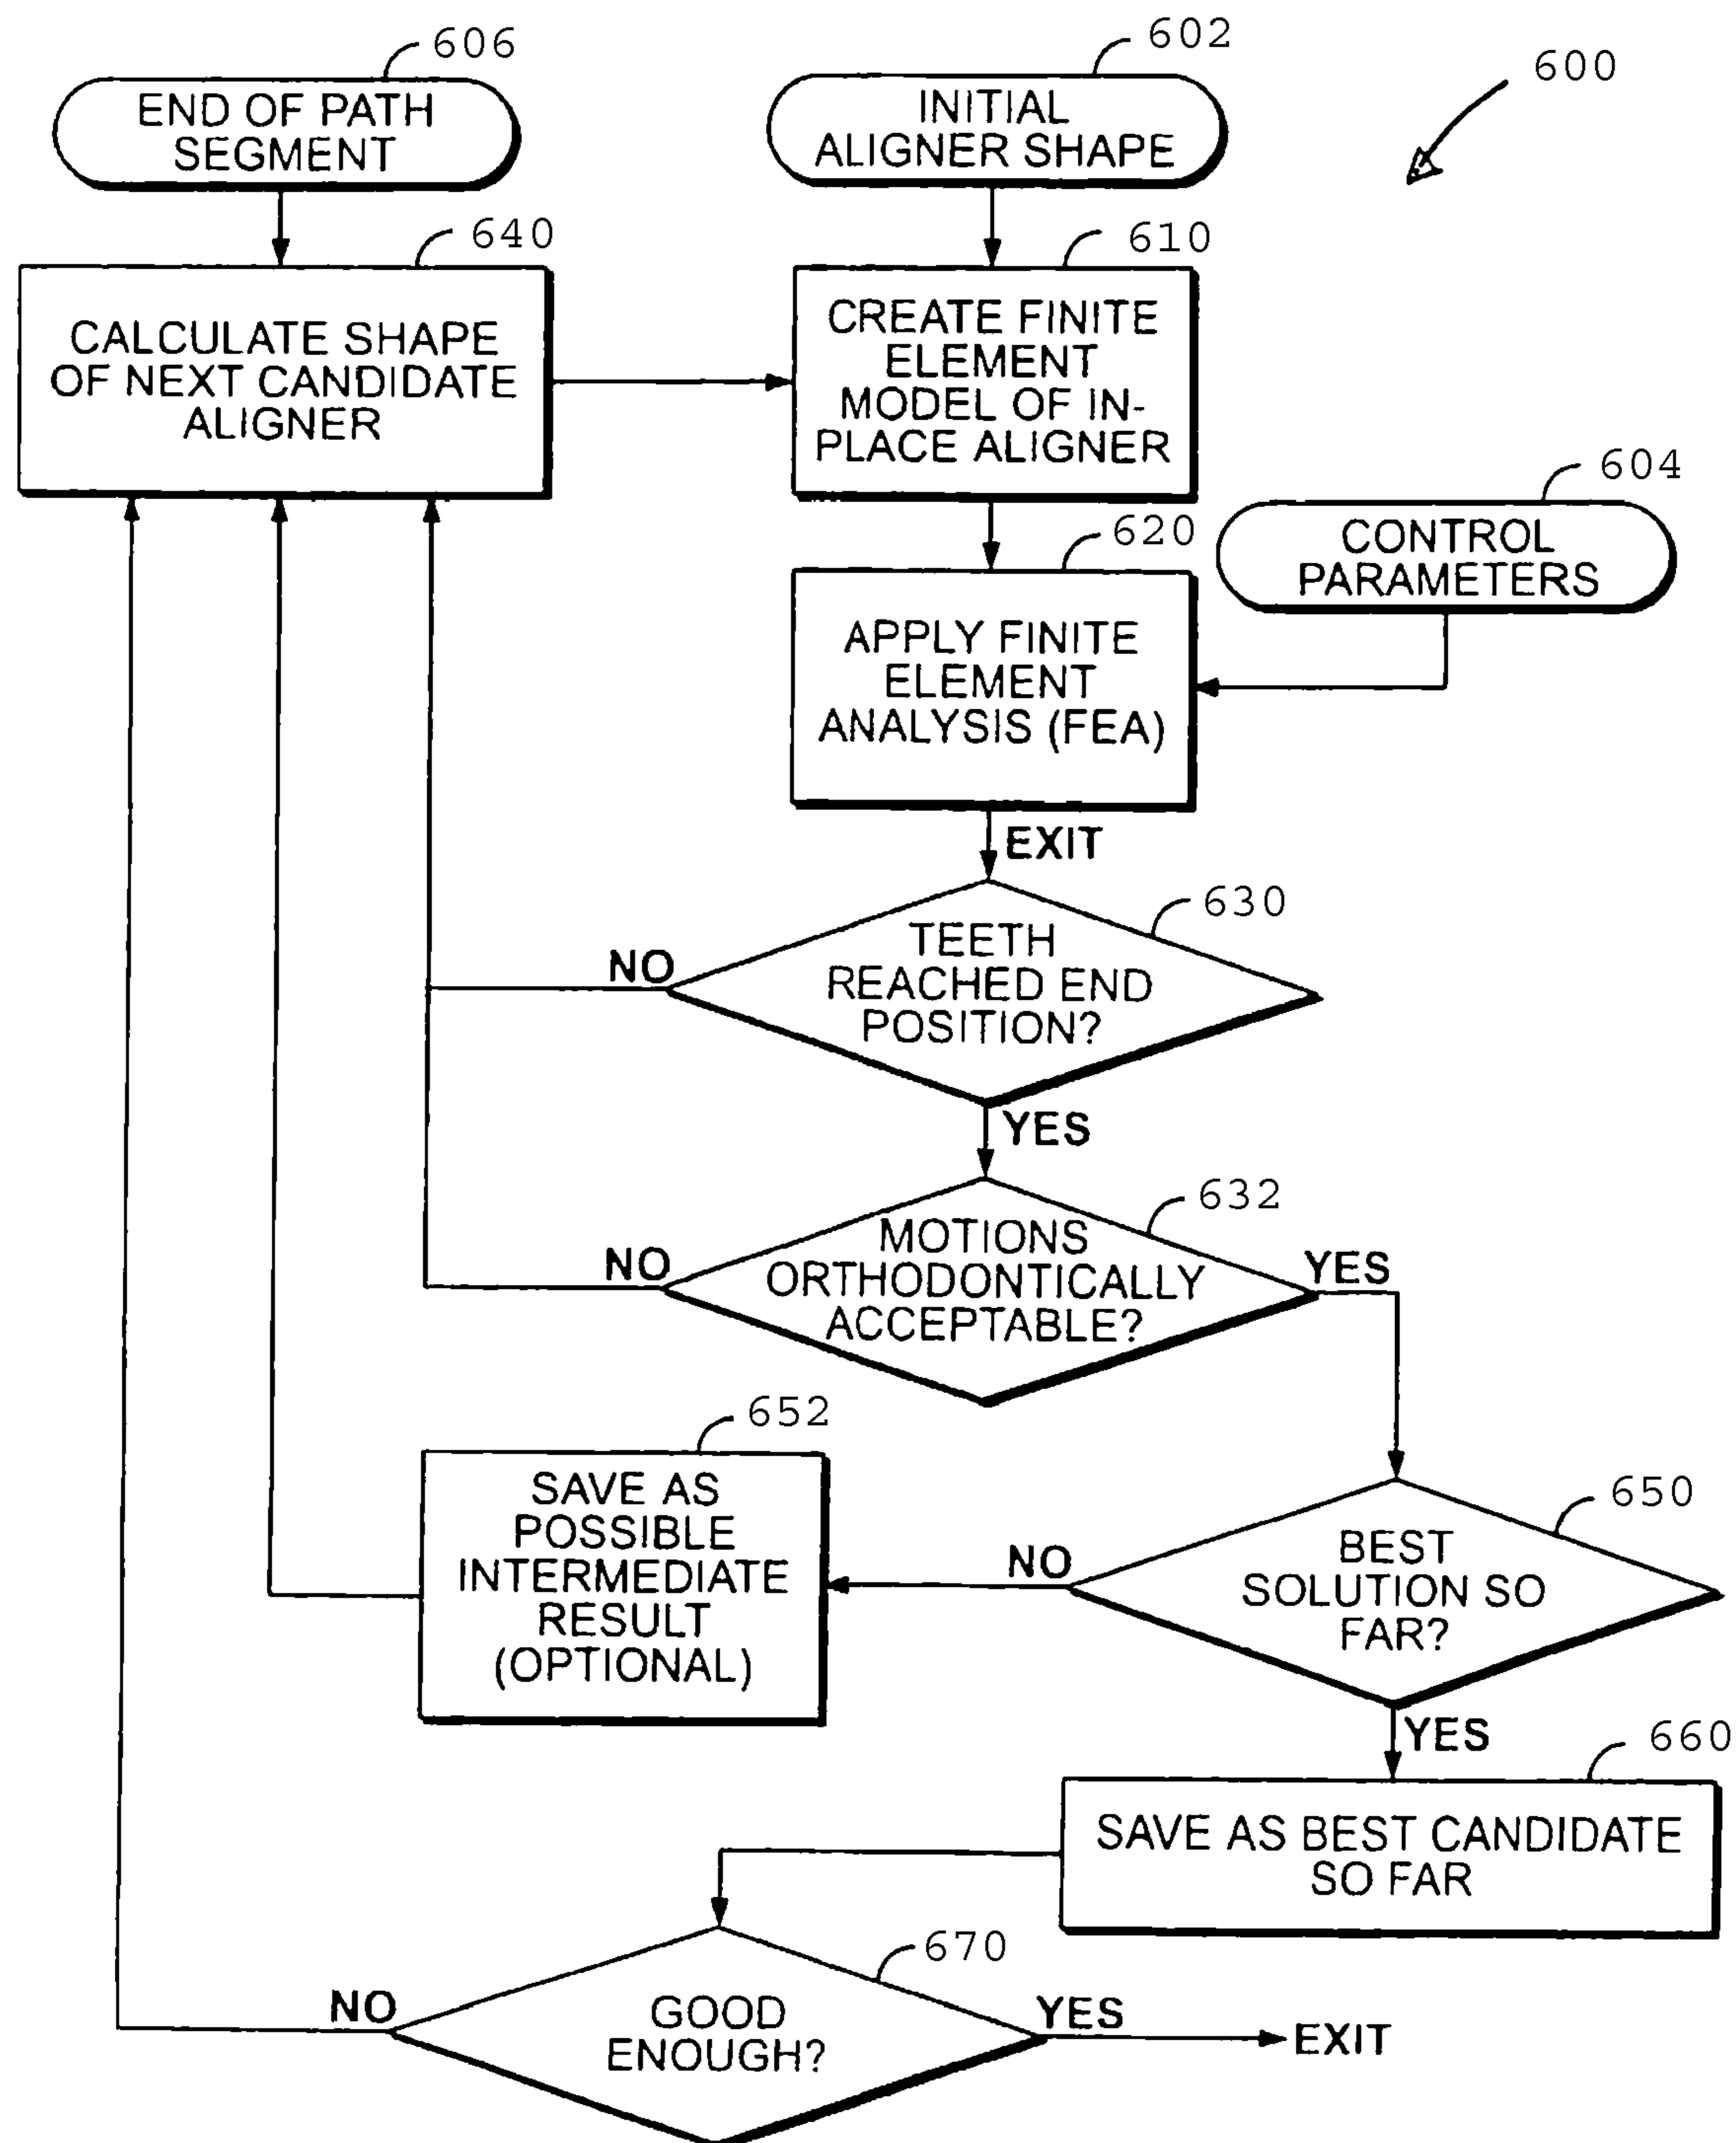 606
END OF PATH
SEGMENT
602
INITIAL
ALIGNER SHAPE
600
640
CALCULATE SHAPE
OF NEXT CANDIDATE
ALIGNER
610
CREATE FINITE
ELEMENT
MODEL OF IN-
PLACE ALIGNER
604
CONTROL
PARAMETERS
620
APPLY FINITE
ELEMENT
ANALYSIS (FEA)
EXIT
630
TEETH
REACHED END
POSITION?
NO
YES
632
MOTIONS
ORTHODONTICALLY
ACCEPTABLE?
NO
YES
652
SAVE AS
POSSIBLE
INTERMEDIATE
RESULT
(OPTIONAL)
650
BEST
SOLUTION SO
FAR?
NO
YES
660
SAVE AS BEST CANDIDATE
SO FAR
670
GOOD
ENOUGH?
NO
YES
EXIT